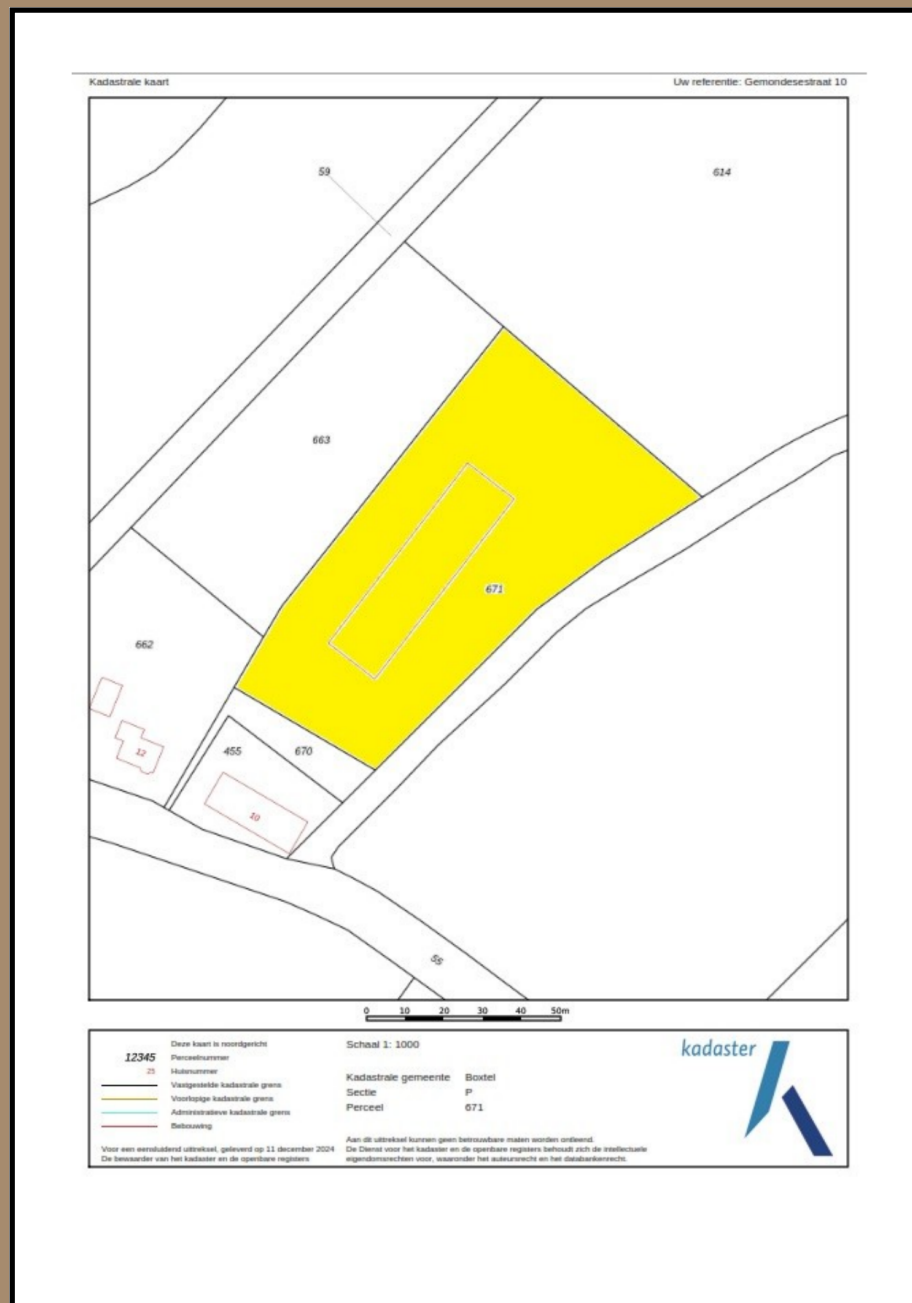 Kadastrale kaart
Uw referentie: Gemondesestraat 10
59
614
663
671
662
12
455
670
10
55
0 10 20 30 40 50m
Deze kaart is noordgericht
12345 Perceelnummer
25 Huisnummer
Vastgestelde kadastrale grens
Voorlopige kadastrale grens
Administratieve kadastrale grens
Bebouwing
Voor een eensluidend uittreksel, geleverd op 11 december 2024
De bewaarder van het kadaster en de openbare registers
Schaal 1: 1000
Kadastrale gemeente Boxtel
Sectie P
Perceel 671
Aan dit uittreksel kunnen geen betrouwbare maten worden ontleend.
De Dienst voor het kadaster en de openbare registers behoudt zich de intellectuele
eigendomsrechten voor, waaronder het auteursrecht en het databankenrecht.
kadaster